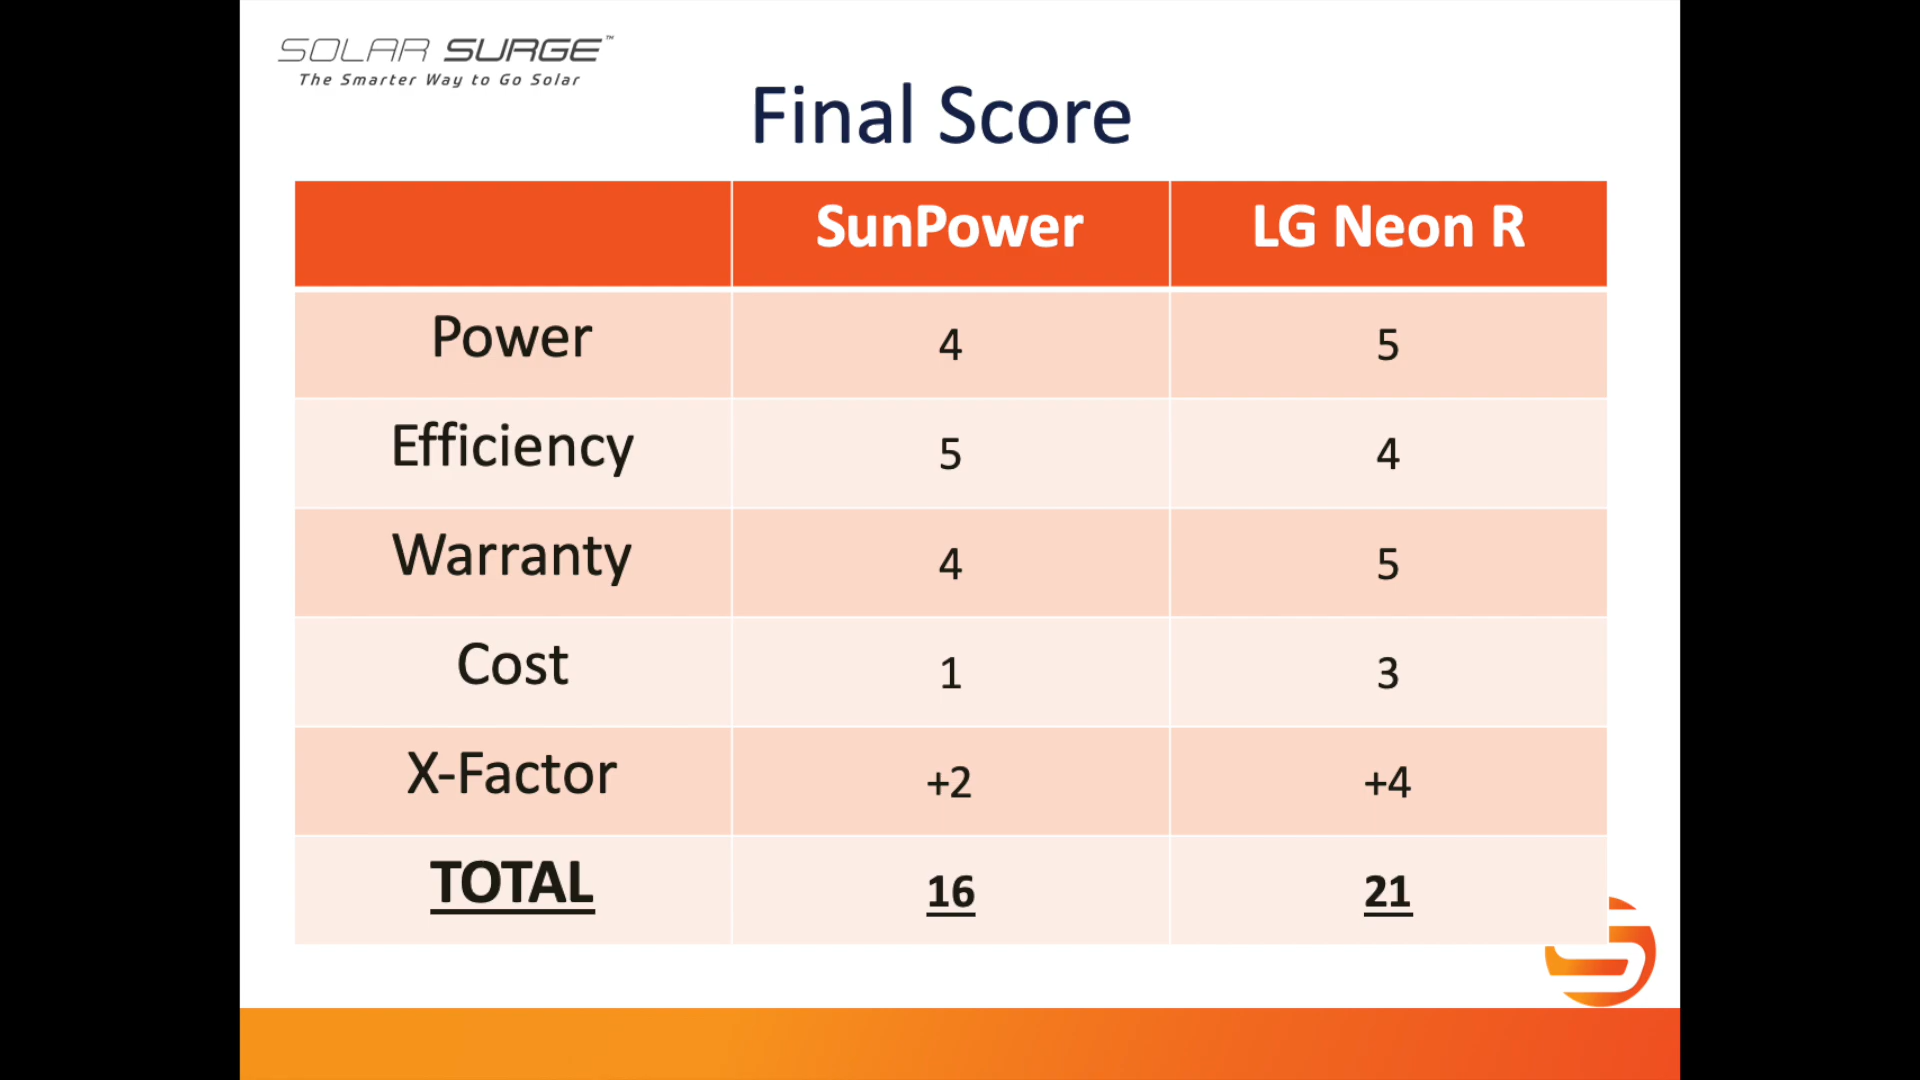 SOLAR SURGE™
The Smarter Way to Go Solar
Final Score
SunPower LG Neon R
Power 4 5
Efficiency 5 4
Warranty 4 5
Cost 1 3
X-Factor +2 +4
TOTAL 16 21